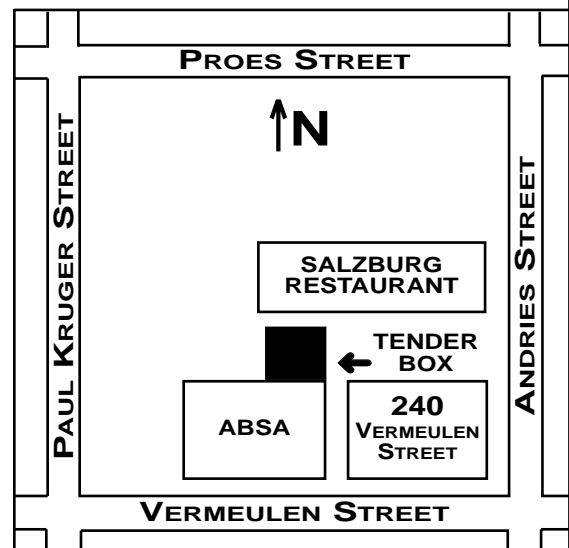 PROES STREET
N
PAUL KRUGER STREET
ANDRIES STREET
SALZBURG
RESTAURANT
TENDER
BOX
ABSA
240
VERMEULEN
STREET
VERMEULEN STREET